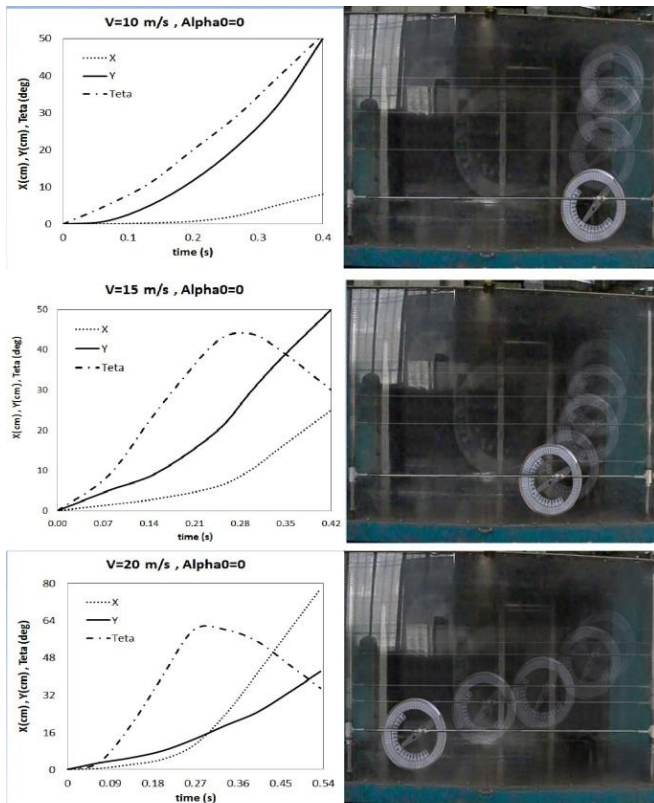 V=10 m/s , Alpha0=0
X(cm) , Y(cm), Teta (deg)
50
40
30
20
10
0
X
Y
Teta
0 0.1 0.2 0.3 0.4
time (s)
V=15 m/s , Alpha0=0
X(cm) , Y(cm), Teta (deg)
50
40
30
20
10
0
X
Y
Teta
0.00 0.07 0.14 0.21 0.28 0.35 0.42
time (s)
V=20 m/s , Alpha0=0
X(cm) , Y(cm) , Teta (deg)
80
64
48
32
16
0
X
Y
Teta
0 0.09 0.18 0.27 0.36 0.45 0.54
time (s)